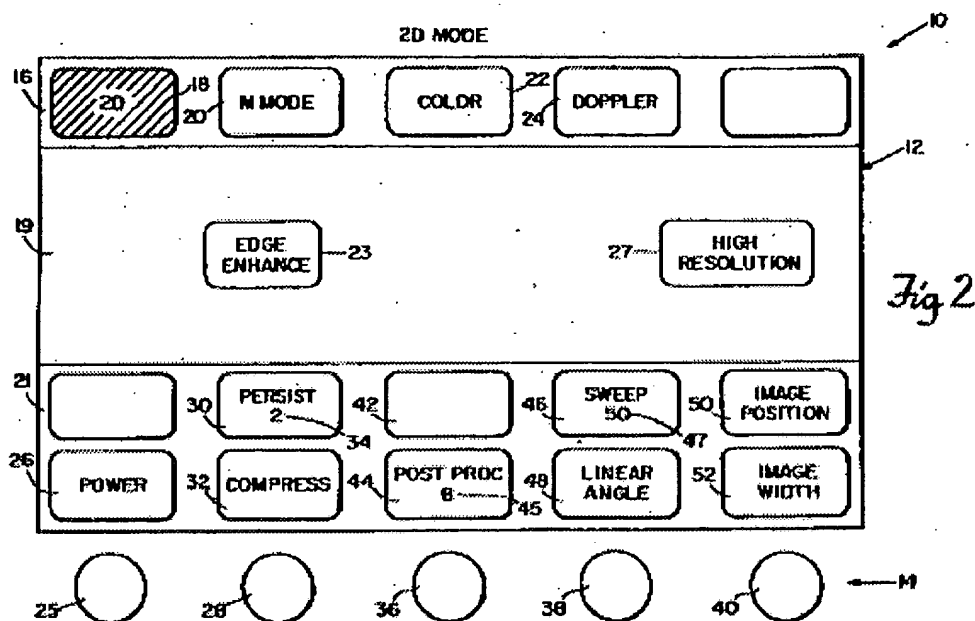 2D MODE
10
16
2D
18
20
M MODE
COLOR
22
24
DOPPLER
12
19
EDGE
ENHANCE
23
27
HIGH
RESOLUTION
Fig 2
21
30
PERSIST
2
34
42
46
SWEEP
50
47
50
IMAGE
POSITION
26
POWER
32
COMPRESS
44
POST PROC
8
45
48
LINEAR
ANGLE
52
IMAGE
WIDTH
25
28
36
38
40
M